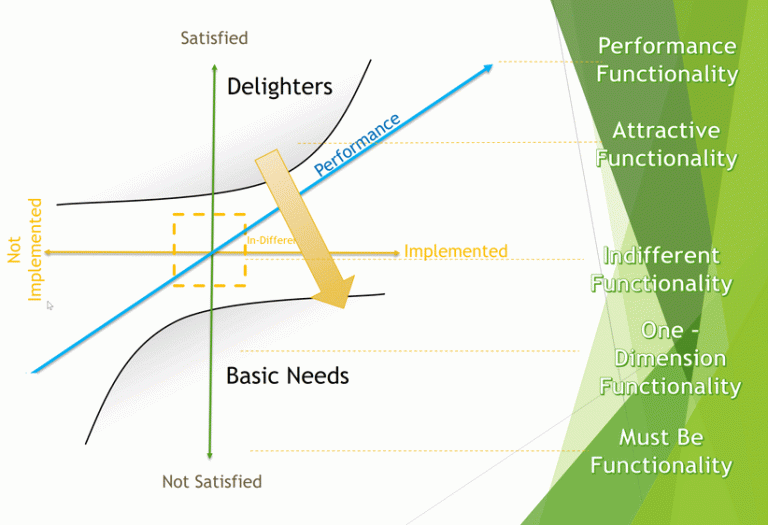 Satisfied
Delighters
Performance
Not
Implemented
In-Differen
Implemented
Basic Needs
Not Satisfied
Performance
Functionality
Attractive
Functionality
Indifferent
Functionality
One -
Dimension
Functionality
Must Be
Functionality